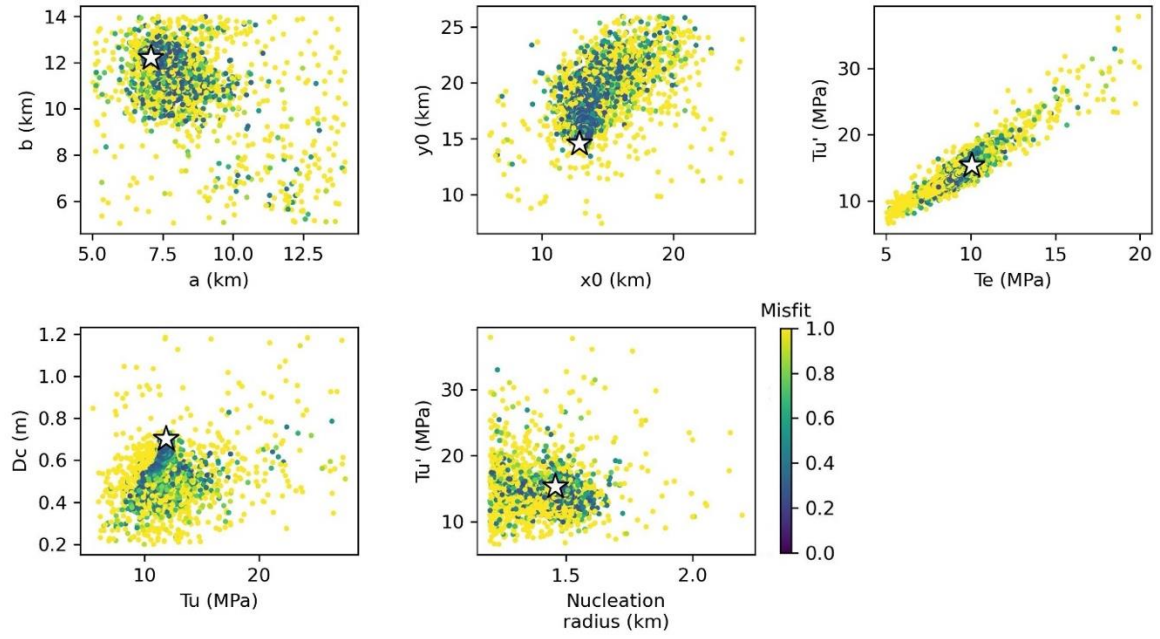 14
12
10
8
6
b (km)
5.0 7.5 10.0 12.5
a (km)
25
20
15
10
y0 (km)
10 20
x0 (km)
30
20
10
Tu' (MPa)
5 10 15 20
Te (MPa)
1.2
1.0
0.8
0.6
0.4
0.2
Dc (m)
10 20
Tu (MPa)
30
20
10
Tu' (MPa)
1.5 2.0
Nucleation
radius (km)
Misfit
1.0
0.8
0.6
0.4
0.2
0.0